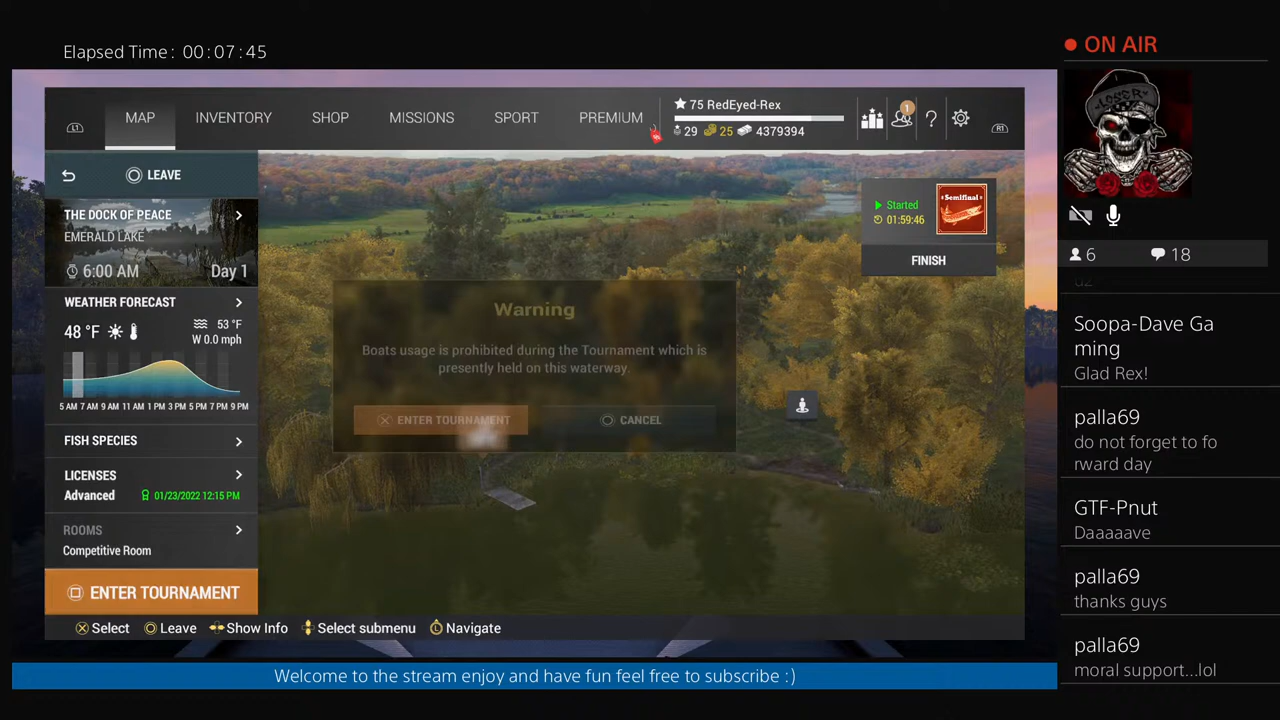 Elapsed Time: 00:07:45
ON AIR
L1
MAP
INVENTORY
SHOP
MISSIONS
SPORT
PREMIUM
75 RedEyed-Rex
29 25 4379394
1
?
R1
LEAVE
THE DOCK OF PEACE
EMERALD LAKE
6:00 AM
Day 1
WEATHER FORECAST
48 °F
53 °F
W 0.0 mph
5 AM 7 AM 9 AM 11 AM 1 PM 3 PM 5 PM 7 PM 9 PM
FISH SPECIES
LICENSES
Advanced
01/23/2022 12:15 PM
ROOMS
Competitive Room
ENTER TOURNAMENT
Started
01:59:46
Semifinal
FINISH
Warning
Boats usage is prohibited during the Tournament which is
presently held on this waterway.
ENTER TOURNAMENT
CANCEL
Select
Leave
Show Info
Select submenu
L Navigate
Welcome to the stream enjoy and have fun feel free to subscribe :)
LOSER
6
18
Soopa-Dave Ga
ming
Glad Rex!
palla69
do not forget to fo
rward day
GTF-Pnut
Daaaaave
palla69
thanks guys
palla69
moral support...lol